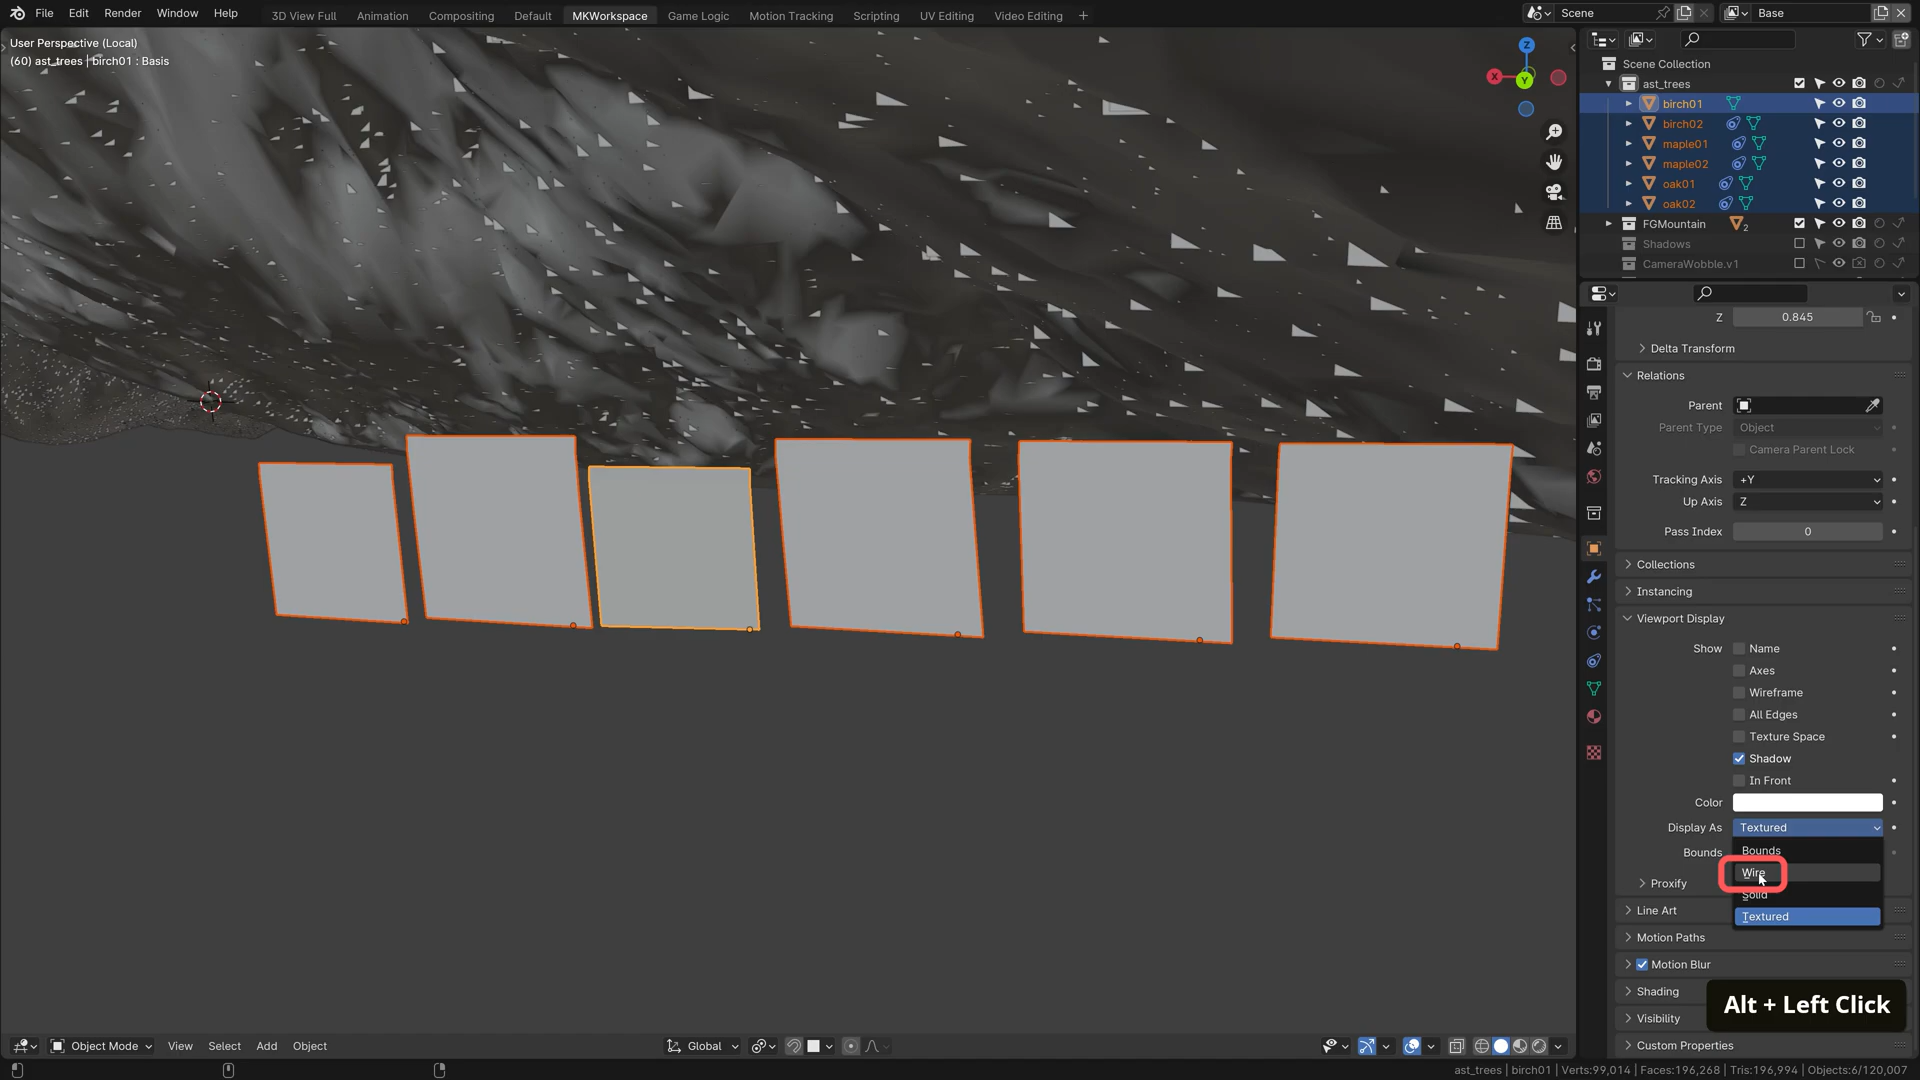 File Edit Render Window Help
3D View Full Animation Compositing Default MKWorkspace Game Logic Motion Tracking Scripting UV Editing Video Editing +
Scene
Base
User Perspective (Local)
(60) ast_trees | birch01 : Basis
Z
X
Y
Scene Collection
ast_trees
birch01
birch02
maple01
maple02
oak01
oak02
FGMountain 2
Shadows
CameraWobble.v1
Z 0.845
Delta Transform
Relations
Parent
Parent Type Object
Camera Parent Lock
Tracking Axis +Y
Up Axis Z
Pass Index 0
Collections
Instancing
Viewport Display
Show Name
Axes
Wireframe
All Edges
Texture Space
Shadow
In Front
Color
Display As Textured
Bounds Bounds
Wire
Proxify
Solid
Line Art
Textured
Motion Paths
Motion Blur
Shading
Alt + Left Click
Visibility
Custom Properties
Object Mode View Select Add Object
Global
ast_trees | birch01 | Verts:99,014 | Faces:196,268 | Tris:196,994 | Objects:6/120,007